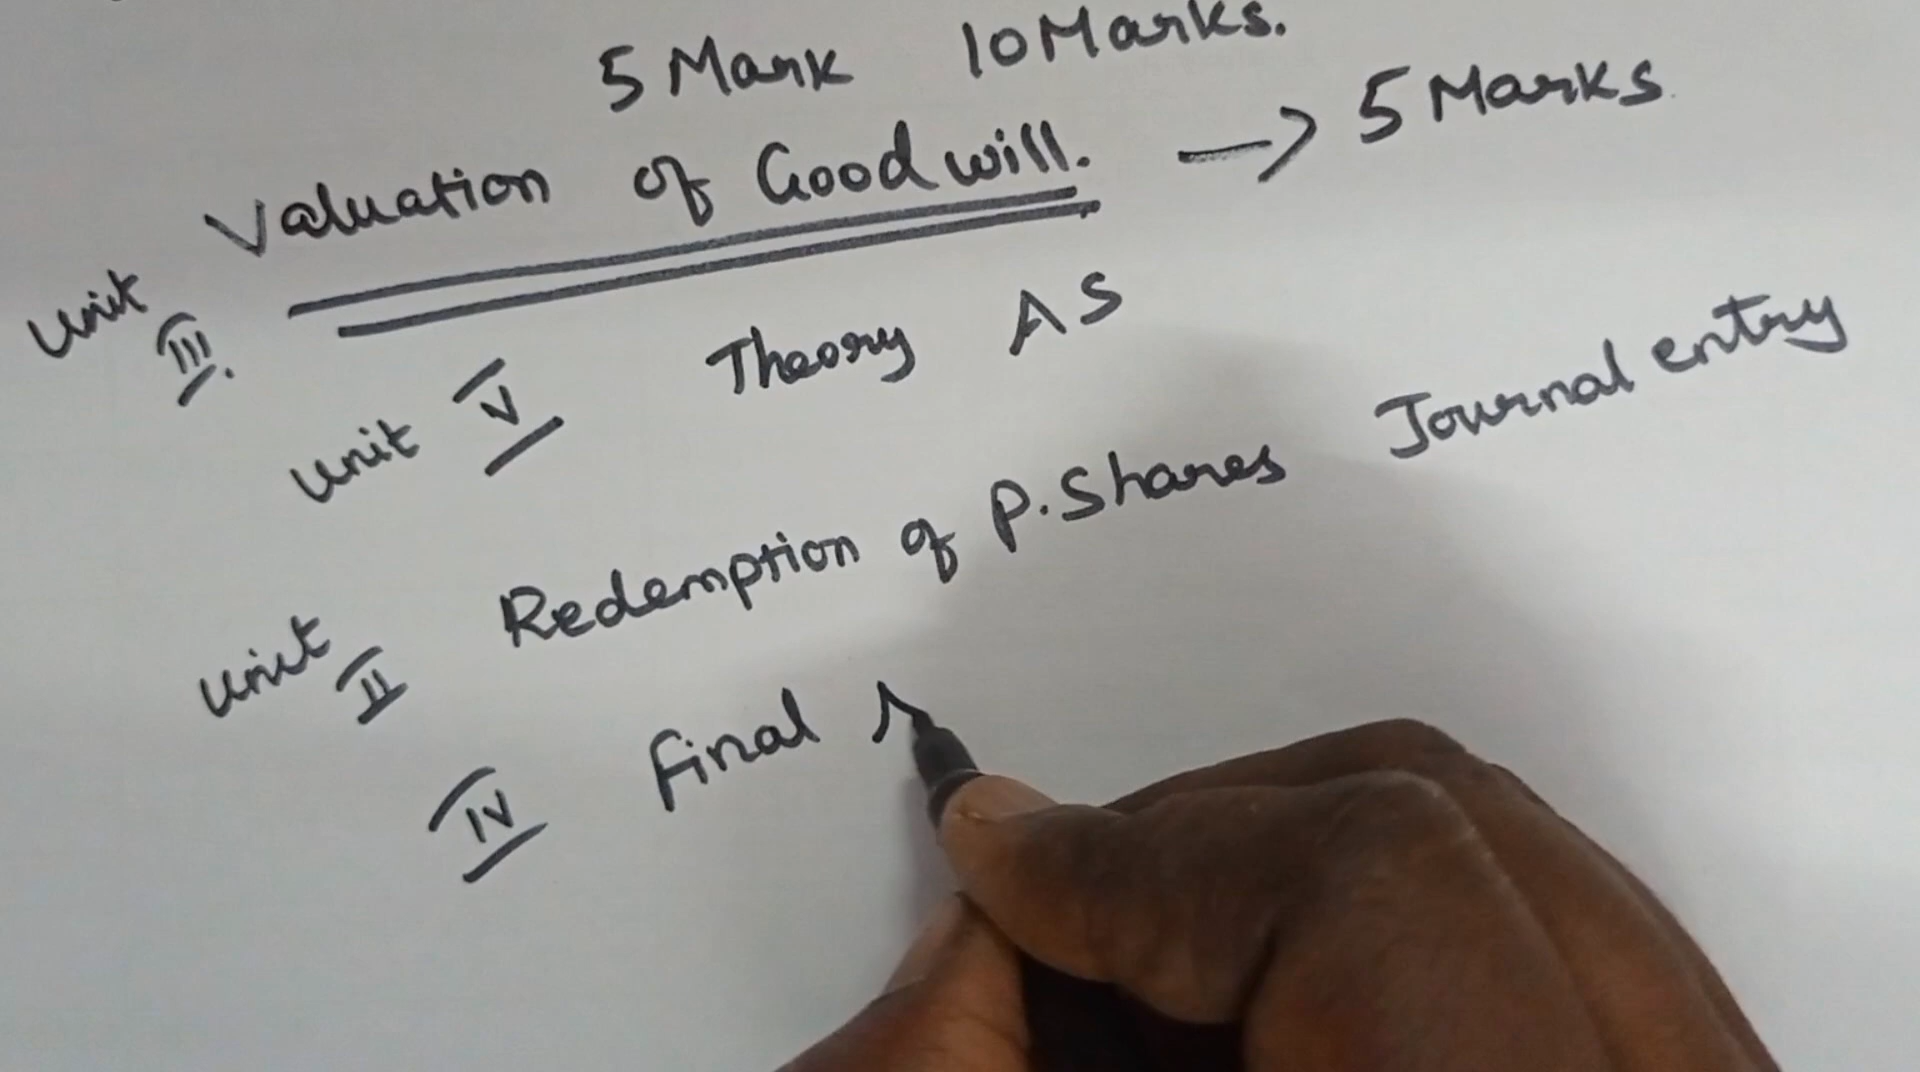 5 Mark 10 Marks.
Valuation of Goodwill. → 5 Marks
Unit III.
Unit V Theory AS
Unit II Redemption of P. Shares Journal entry
IV Final